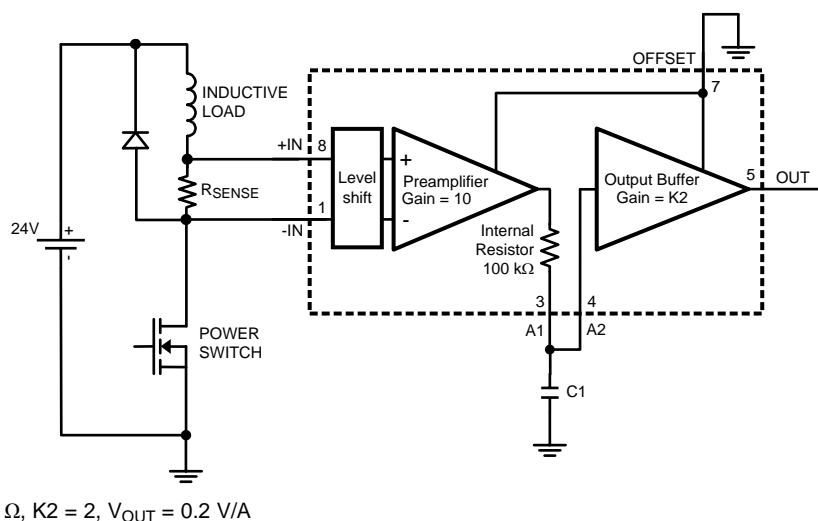 OFFSET
7
INDUCTIVE
LOAD
+IN
8
RSENSE
Level
shift
+
-
Preamplifier
Gain = 10
Output Buffer
Gain = K2
5
OUT
-IN
1
24V
+
-
Internal
Resistor
100 kΩ
3
4
A1
A2
POWER
SWITCH
C1
Ω, K2 = 2, VOUT = 0.2 V/A